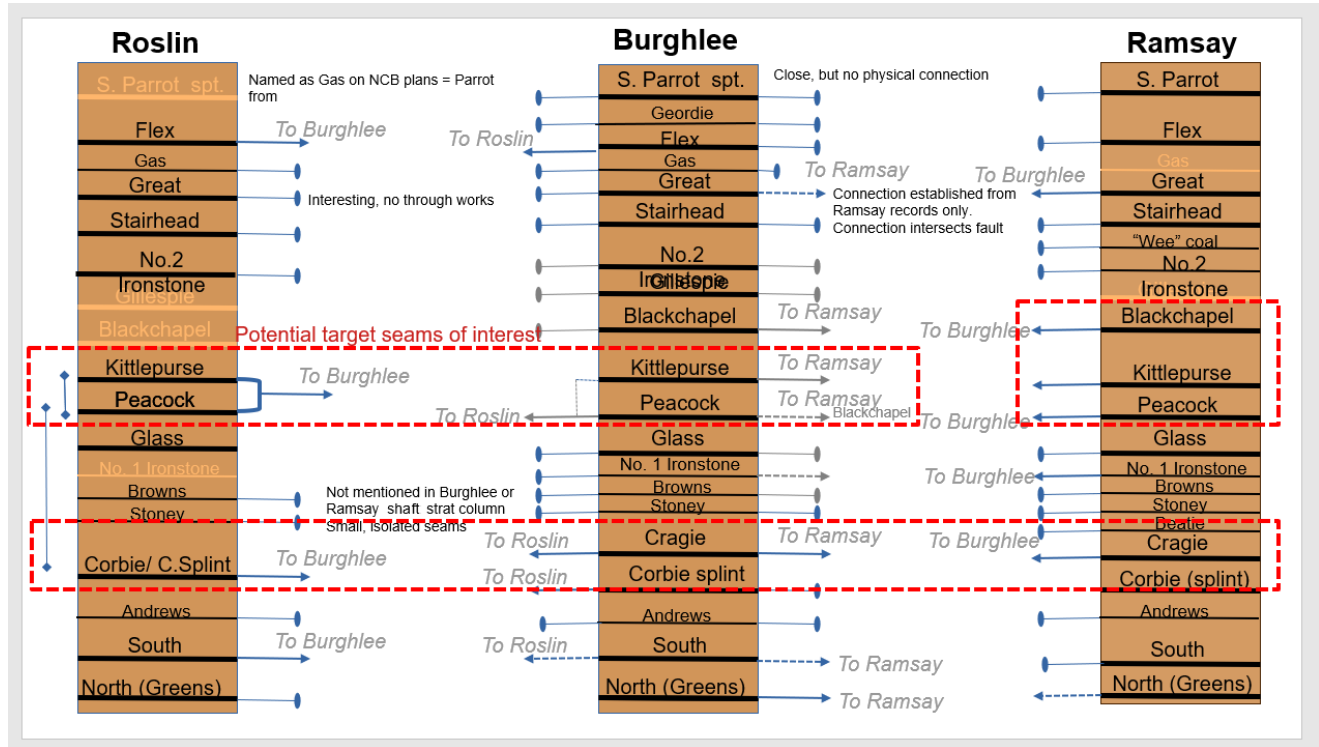 Roslin
Burghlee
Ramsay
S. Parrot spt.
Named as Gas on NCB plans = Parrot
from
Flex
To Burghlee
Gas
Great
Interesting, no through works
Stairhead
No.2
Ironstone
Gillespie
Blackchapel
Potential target seams of interest
Kittlepurse
To Burghlee
Peacock
Glass
No. 1 Ironstone
Browns
Stoney
Not mentioned in Burghlee or
Ramsay shaft strat column
Small, isolated seams
Corbie/ C.Splint
To Burghlee
Andrews
South
To Burghlee
North (Greens)
S. Parrot spt.
Close, but no physical connection
Geordie
To Roslin
Flex
Gas
To Ramsay
Great
Connection established from
Ramsay records only.
Connection intersects fault
Stairhead
No.2
Ironstone
Gillespie
Blackchapel
To Ramsay
Kittlepurse
To Ramsay
Peacock
To Ramsay
To Roslin
Blackchapel
Glass
No. 1 Ironstone
Browns
Stoney
To Roslin
Cragie
To Ramsay
To Roslin
Corbie splint
Andrews
To Roslin
South
To Ramsay
North (Greens)
To Ramsay
S. Parrot
Flex
Gas
To Burghlee
Great
Stairhead
“Wee” coal
No.2
Ironstone
Blackchapel
To Burghlee
Kittlepurse
Peacock
To Burghlee
Glass
To Burghlee
No. 1 Ironstone
Browns
Stoney
Beatie
To Burghlee
Cragie
Corbie (splint)
Andrews
South
North (Greens)